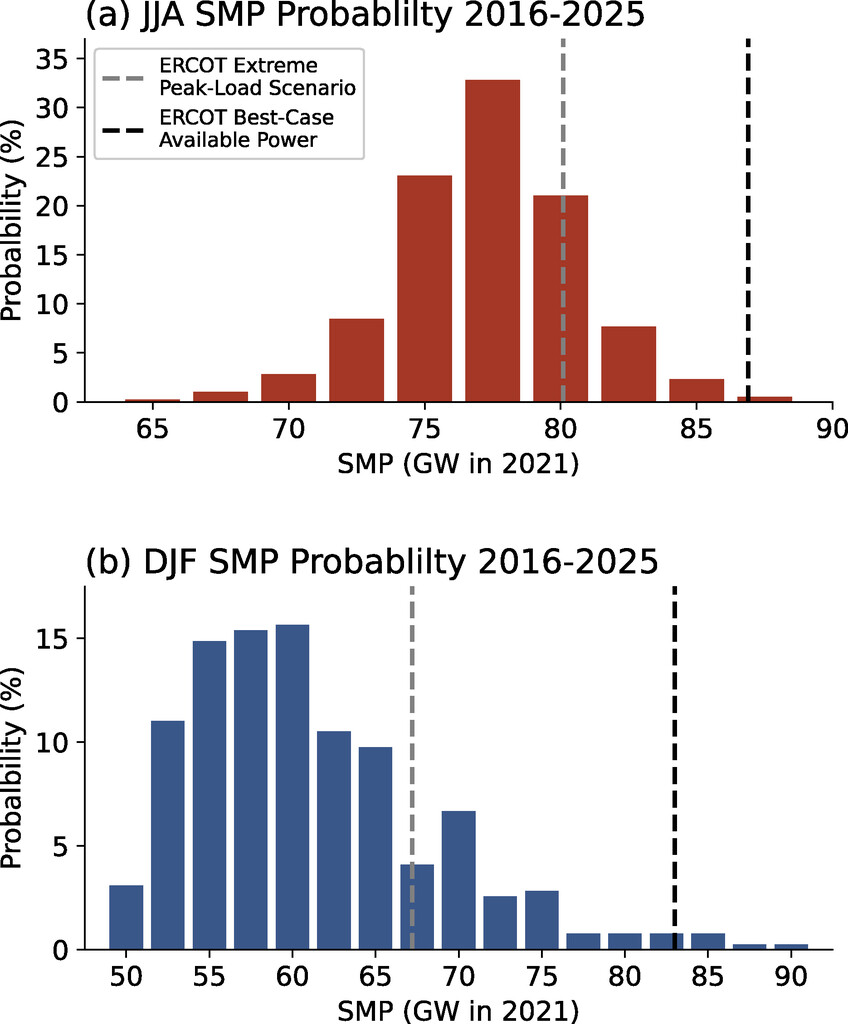 (a) JJA SMP Probablilty 2016-2025
ERCOT Extreme
Peak-Load Scenario
ERCOT Best-Case
Available Power
35
30
25
20
15
10
5
0
Probalbility (%)
65 70 75 80 85 90
SMP (GW in 2021)
(b) DJF SMP Probablilty 2016-2025
15
10
5
0
Probalbility (%)
50 55 60 65 70 75 80 85 90
SMP (GW in 2021)